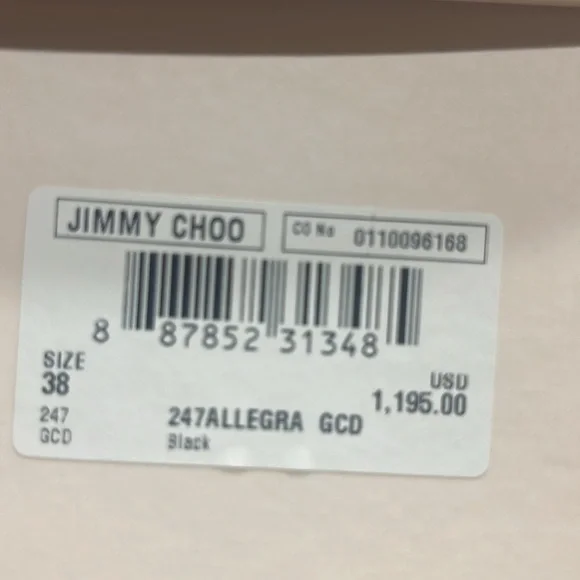 JIMMY CHOO
CO No 0110096168
8 87852 31348
SIZE
38
USD
1,195.00
247
GCD
247ALLEGRA GCD
Black